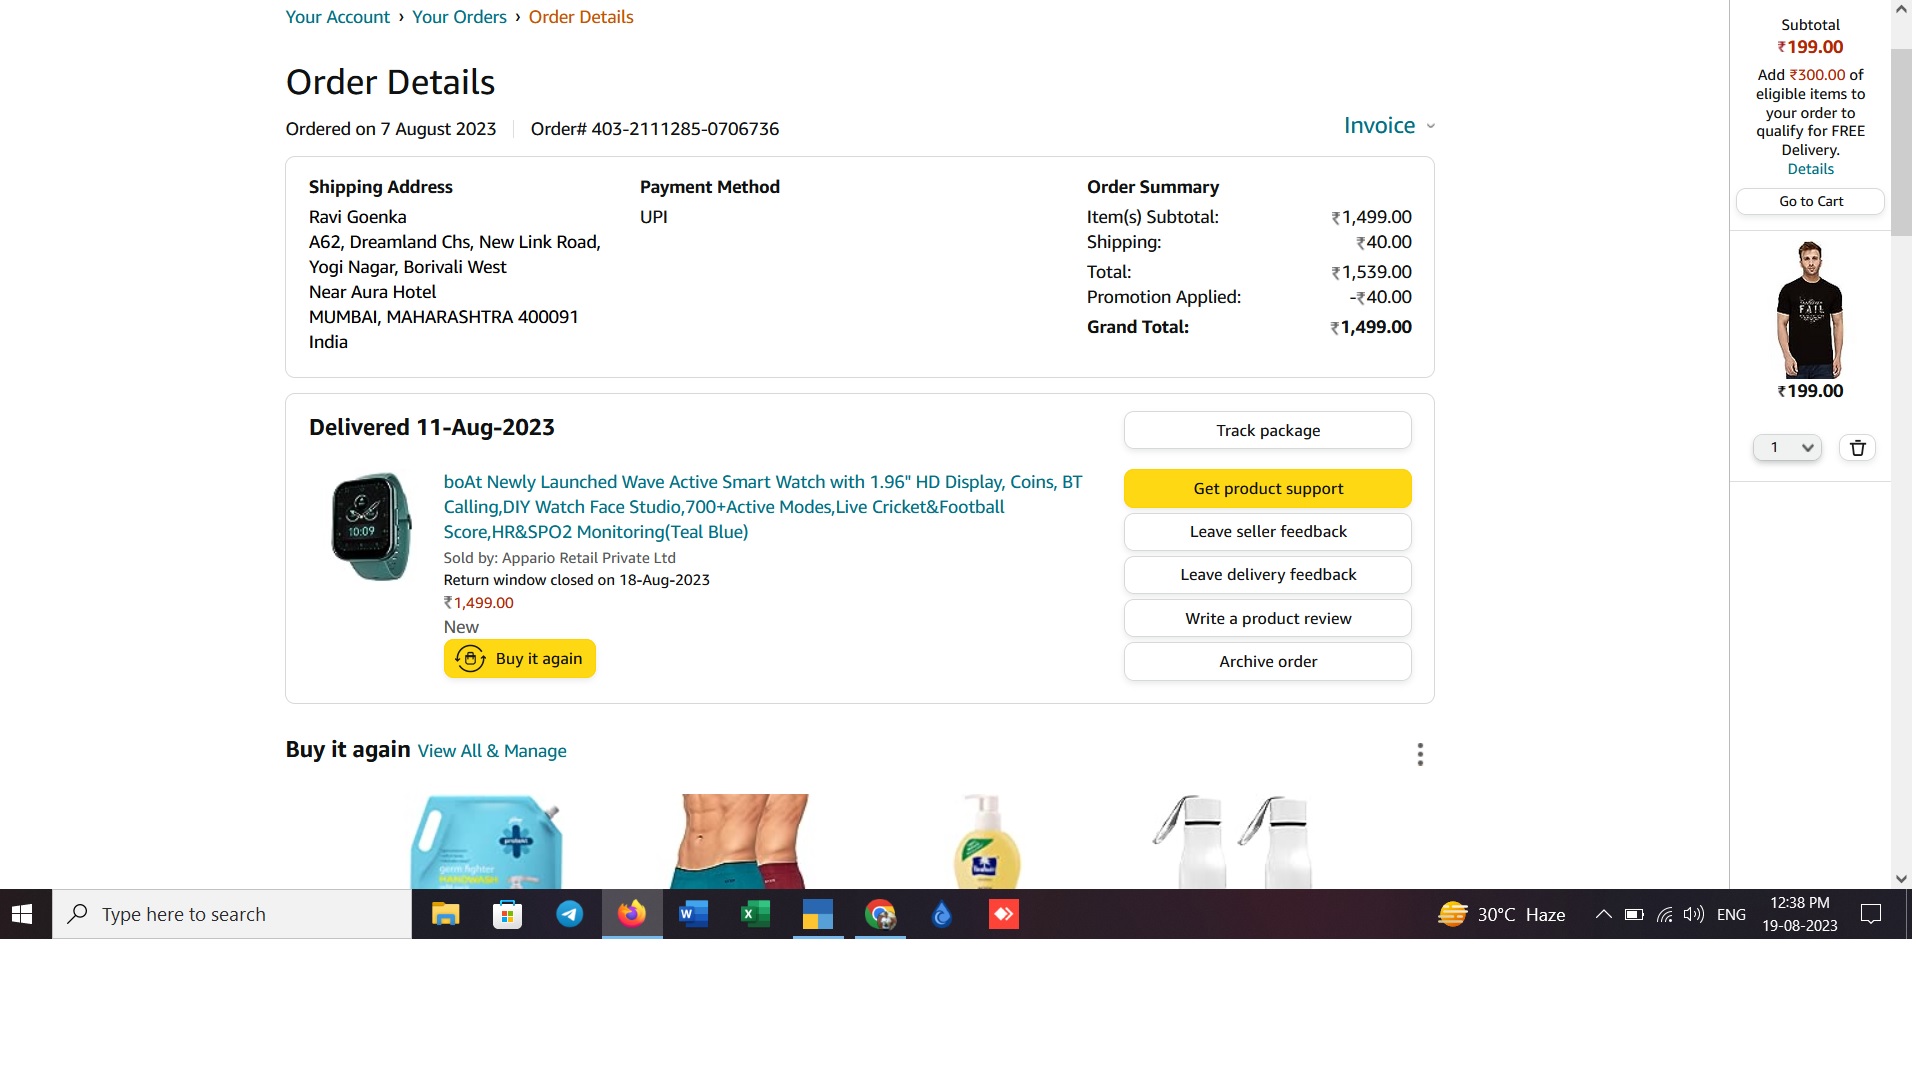 Your Account › Your Orders › Order Details
Order Details
Ordered on 7 August 2023 Order# 403-2111285-0706736
Invoice
Shipping Address
Ravi Goenka
A62, Dreamland Chs, New Link Road,
Yogi Nagar, Borivali West
Near Aura Hotel
MUMBAI, MAHARASHTRA 400091
India
Payment Method
UPI
Order Summary
Item(s) Subtotal: ₹1,499.00
Shipping: ₹40.00
Total: ₹1,539.00
Promotion Applied: -₹40.00
Grand Total: ₹1,499.00
Delivered 11-Aug-2023
10:09
boAt Newly Launched Wave Active Smart Watch with 1.96" HD Display, Coins, BT
Calling,DIY Watch Face Studio,700+Active Modes,Live Cricket&Football
Score,HR&SPO2 Monitoring(Teal Blue)
Sold by: Appario Retail Private Ltd
Return window closed on 18-Aug-2023
₹1,499.00
New
Buy it again
Track package
Get product support
Leave seller feedback
Leave delivery feedback
Write a product review
Archive order
Buy it again View All & Manage
protekt
germ fighter
HANDWASH
Subtotal
₹199.00
Add ₹300.00 of
eligible items to
your order to
qualify for FREE
Delivery.
Details
Go to Cart
FAIL
₹199.00
1
Type here to search
30°C Haze
ENG
12:38 PM
19-08-2023